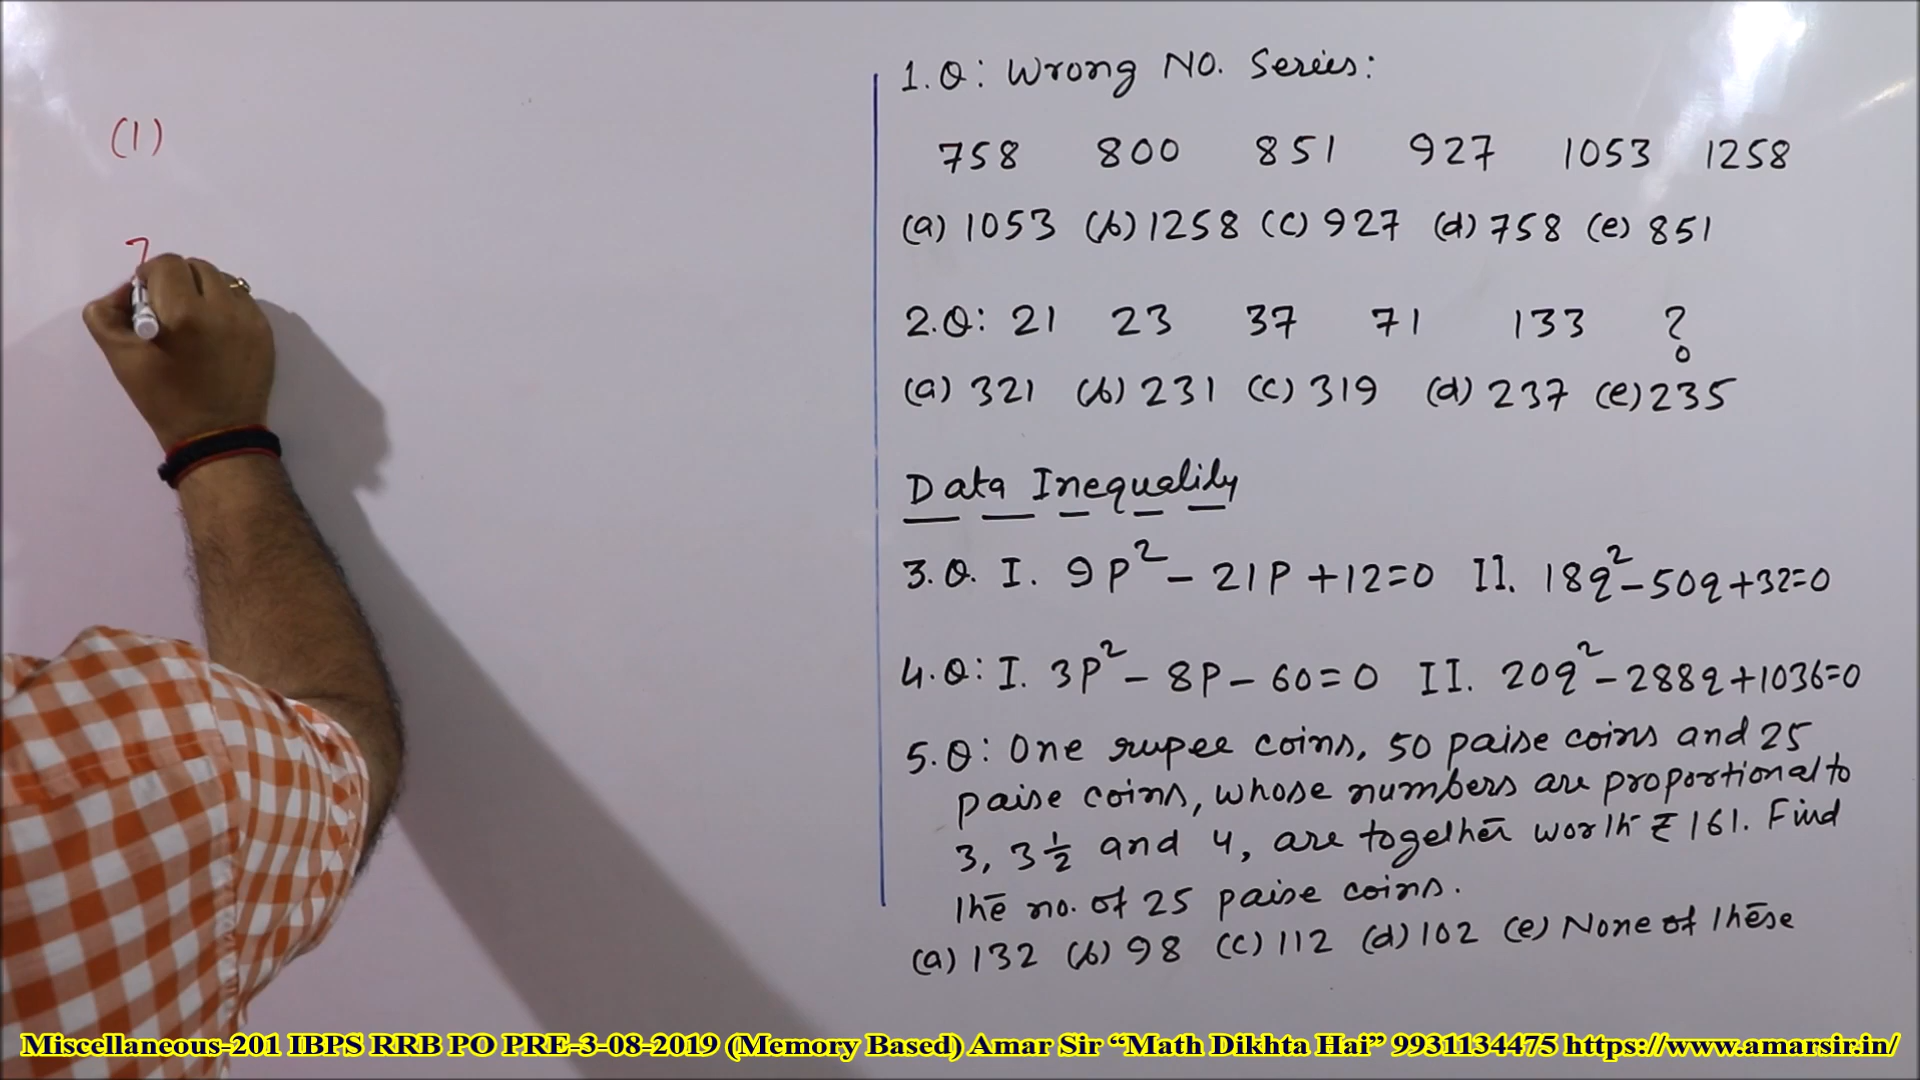 (1)
7
1.Q: Wrong NO. Series:
758 800 851 927 1053 1258
(a) 1053 (b) 1258 (c) 927 (d) 758 (e) 851
2.Q: 21 23 37 71 133 ?
(a) 321 (b) 231 (c) 319 (d) 237 (e) 235
Data Inequality
3.Q. I. 9p²-21p+12=0 II. 18q²-50q+32=0
4.Q: I. 3p²-8p-60=0 II. 20q²-288q+1036=0
5.Q: One rupee coins, 50 paise coins and 25
paise coins, whose numbers are proportional to
3, 3½ and 4, are together worth ₹161. Find
the no. of 25 paise coins.
(a) 132 (b) 98 (c) 112 (d) 102 (e) None of these
Miscellaneous-201 IBPS RRB PO PRE-3-08-2019 (Memory Based) Amar Sir “Math Dikhta Hai” 9931134475 https://www.amarsir.in/